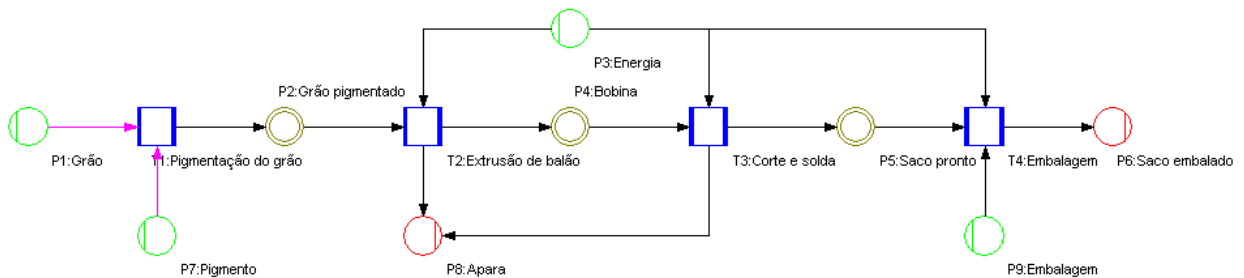 P3:Energia
P2:Grão pigmentado
P4:Bobina
P1:Grão
T1:Pigmentação do grão
T2:Extrusão de balão
T3:Corte e solda
P5:Saco pronto
T4:Embalagem
P6:Saco embalado
P7:Pigmento
P8:Apara
P9:Embalagem